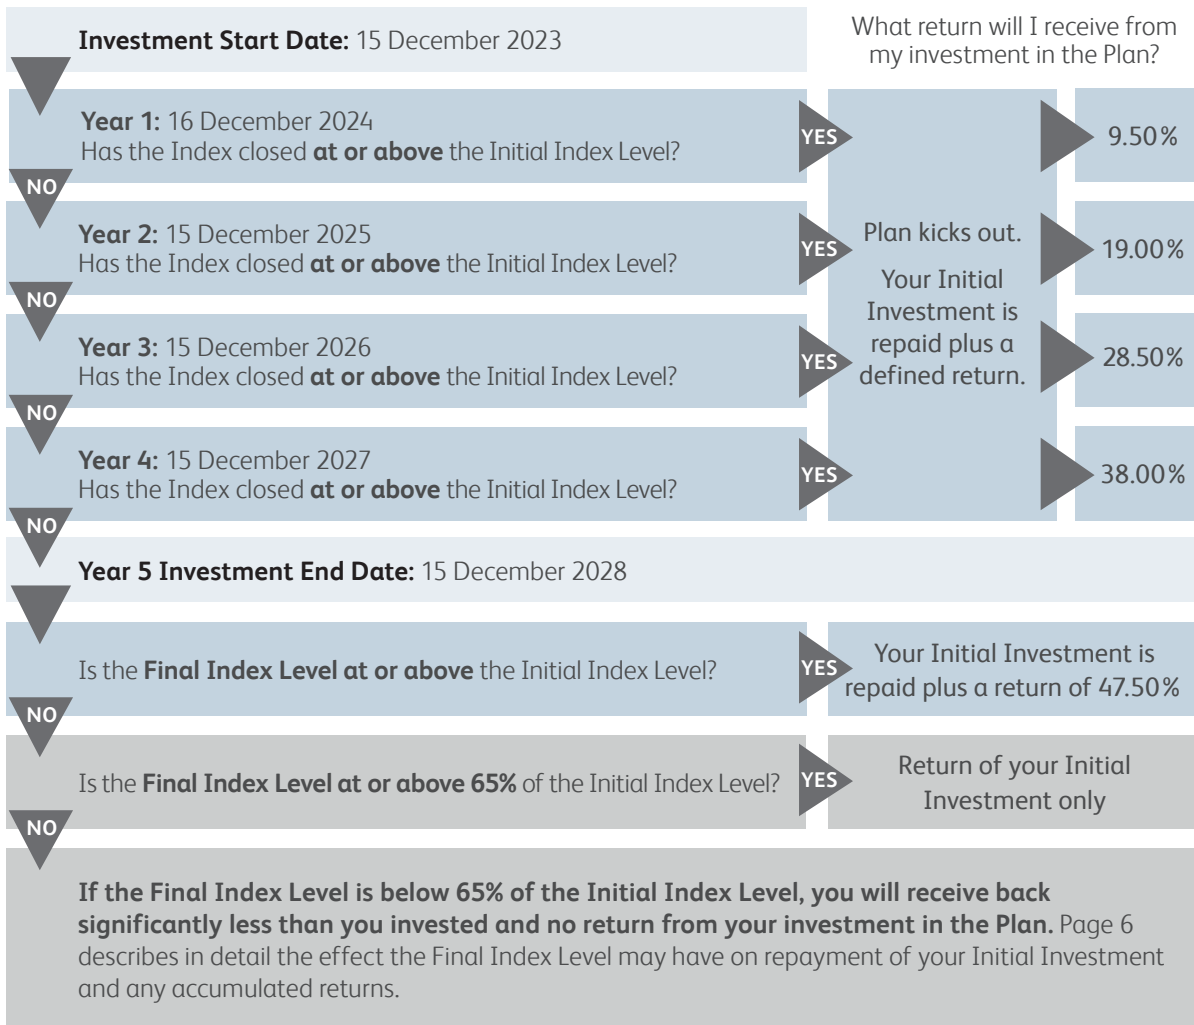 Investment Start Date: 15 December 2023
What return will I receive from
my investment in the Plan?
Year 1: 16 December 2024
Has the Index closed at or above the Initial Index Level?
YES
9.50%
NO
Year 2: 15 December 2025
Has the Index closed at or above the Initial Index Level?
YES
Plan kicks out.
Your Initial
Investment is
repaid plus a
defined return.
19.00%
NO
Year 3: 15 December 2026
Has the Index closed at or above the Initial Index Level?
YES
28.50%
NO
Year 4: 15 December 2027
Has the Index closed at or above the Initial Index Level?
YES
38.00%
NO
Year 5 Investment End Date: 15 December 2028
Is the Final Index Level at or above the Initial Index Level?
YES
Your Initial Investment is
repaid plus a return of 47.50%
NO
Is the Final Index Level at or above 65% of the Initial Index Level?
YES
Return of your Initial
Investment only
NO
If the Final Index Level is below 65% of the Initial Index Level, you will receive back
significantly less than you invested and no return from your investment in the Plan. Page 6
describes in detail the effect the Final Index Level may have on repayment of your Initial Investment
and any accumulated returns.